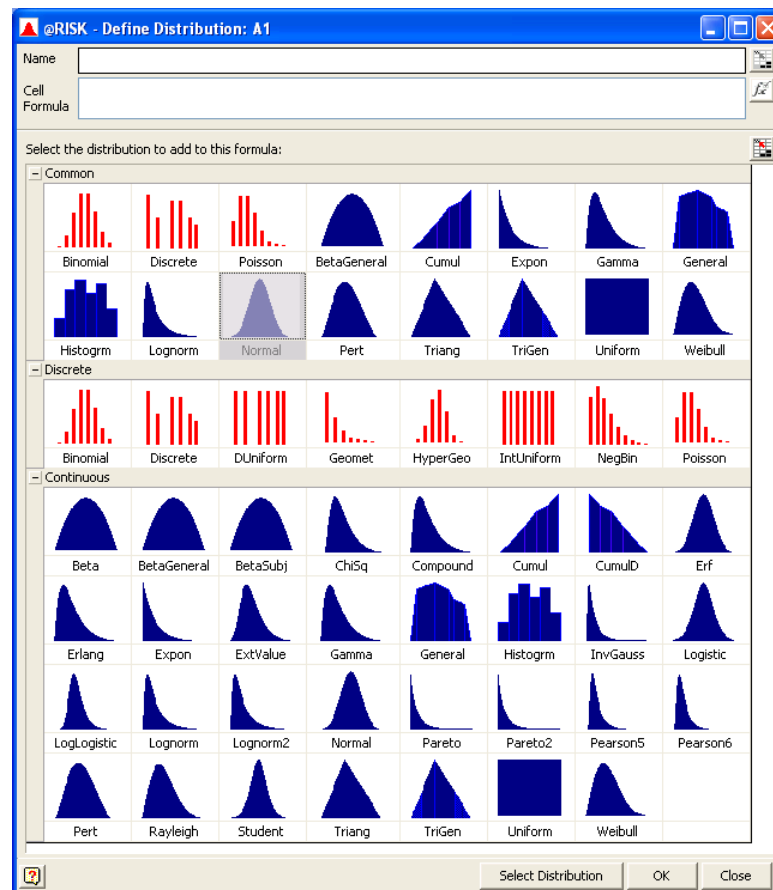 @RISK - Define Distribution: A1
Name
Cell
Formula
fx
Select the distribution to add to this formula:
Common
Binomial Discrete Poisson BetaGeneral Cumul Expon Gamma General
Histogrm Lognorm Normal Pert Triang TriGen Uniform Weibull
Discrete
Binomial Discrete DUniform Geomet HyperGeo IntUniform NegBin Poisson
Continuous
Beta BetaGeneral BetaSubj ChiSq Compound Cumul CumulD Erf
Erlang Expon ExtValue Gamma General Histogrm InvGauss Logistic
LogLogistic Lognorm Lognorm2 Normal Pareto Pareto2 Pearson5 Pearson6
Pert Rayleigh Student Triang TriGen Uniform Weibull
? Select Distribution OK Close